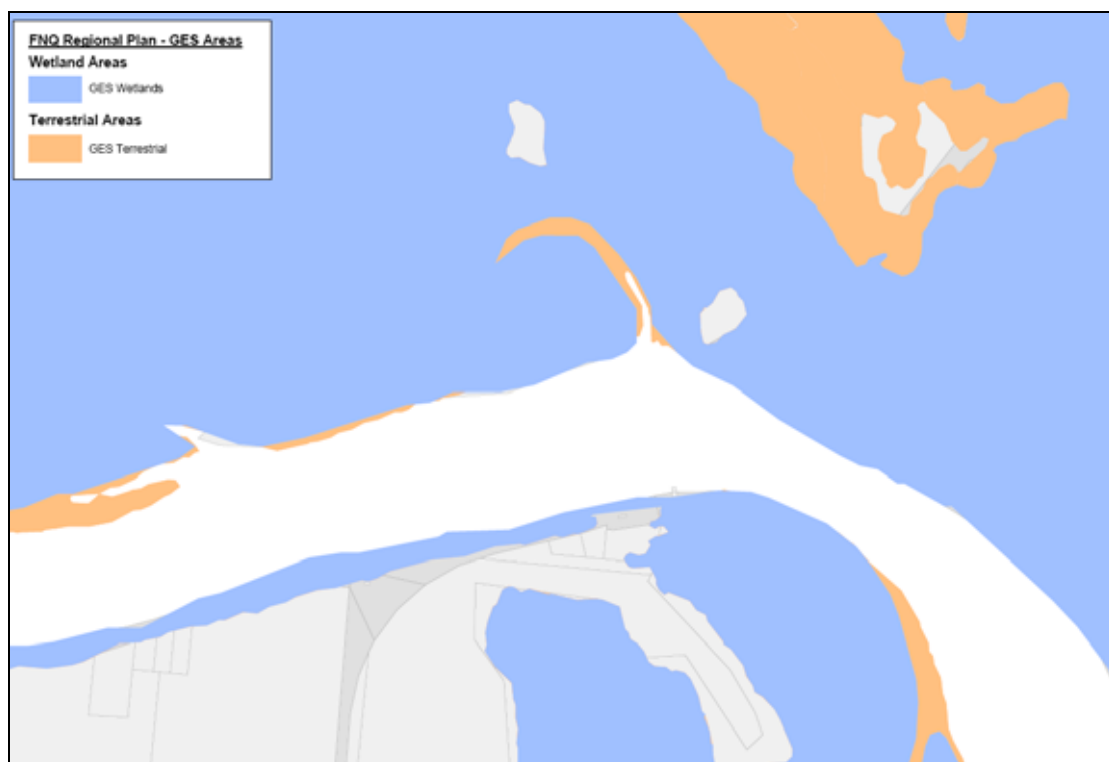 FNQ Regional Plan - GES Areas
Wetland Areas
GES Wetlands
Terrestrial Areas
GES Terrestrial